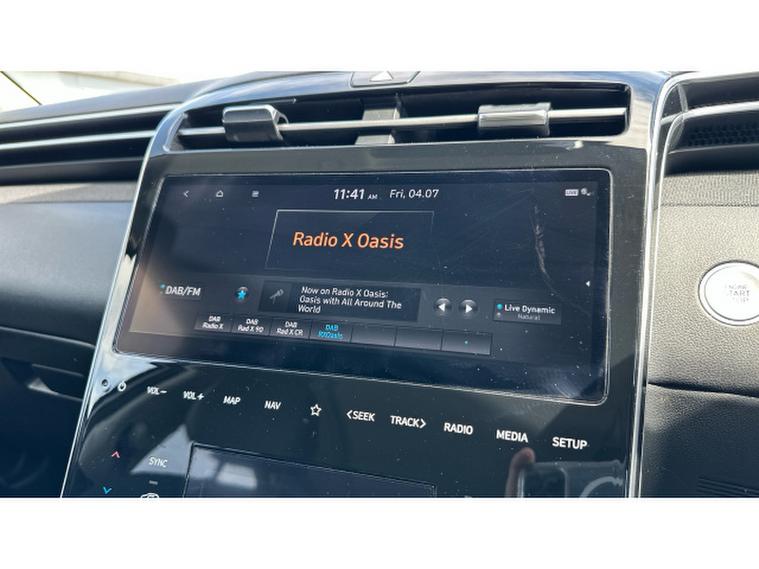 11:41 AM Fri, 04.07
LIVE
Radio X Oasis
DAB/FM
Now on Radio X Oasis:
Oasis with All Around The
World
Live Dynamic
Natural
DAB
Radio X
DAB
Rad X 90
DAB
Rad X CR
DAB
RXOasis
VOL− VOL+ MAP NAV <SEEK TRACK> RADIO MEDIA SETUP
SYNC
ENGINE
START
STOP